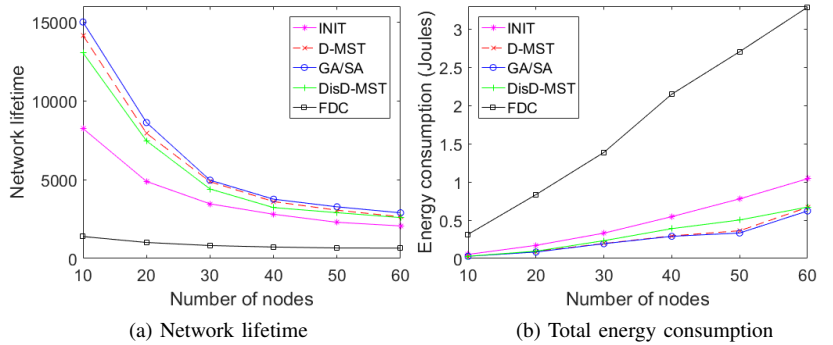 Network lifetime
15000
10000
5000
0
10 20 30 40 50 60
Number of nodes
INIT
D-MST
GA/SA
DisD-MST
FDC
(a) Network lifetime
Energy consumption (Joules)
3
2.5
2
1.5
1
0.5
0
10 20 30 40 50 60
Number of nodes
INIT
D-MST
GA/SA
DisD-MST
FDC
(b) Total energy consumption